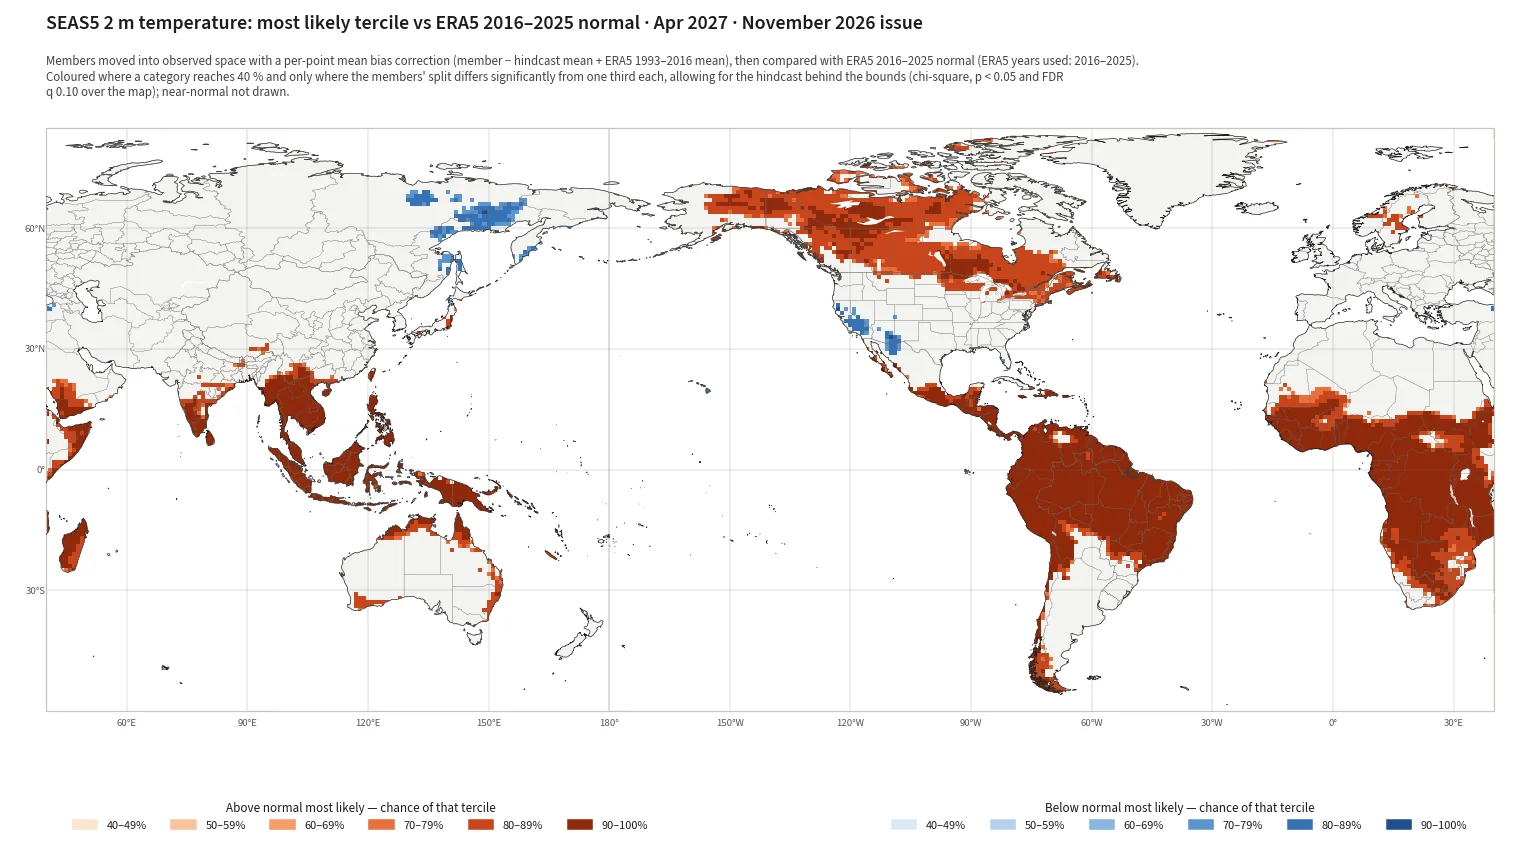 SEAS5 2 m temperature: most likely tercile vs ERA5 2016–2025 normal · Apr 2027 · November 2026 issue
Members moved into observed space with a per-point mean bias correction (member − hindcast mean + ERA5 1993–2016 mean), then compared with ERA5 2016–2025 normal (ERA5 years used: 2016–2025).
Coloured where a category reaches 40 % and only where the members' split differs significantly from one third each, allowing for the hindcast behind the bounds (chi-square, p < 0.05 and FDR
q 0.10 over the map); near-normal not drawn.
60°N
30°N
0°
30°S
60°E 90°E 120°E 150°E 180° 150°W 120°W 90°W 60°W 30°W 0° 30°E
Above normal most likely — chance of that tercile
40–49% 50–59% 60–69% 70–79% 80–89% 90–100%
Below normal most likely — chance of that tercile
40–49% 50–59% 60–69% 70–79% 80–89% 90–100%